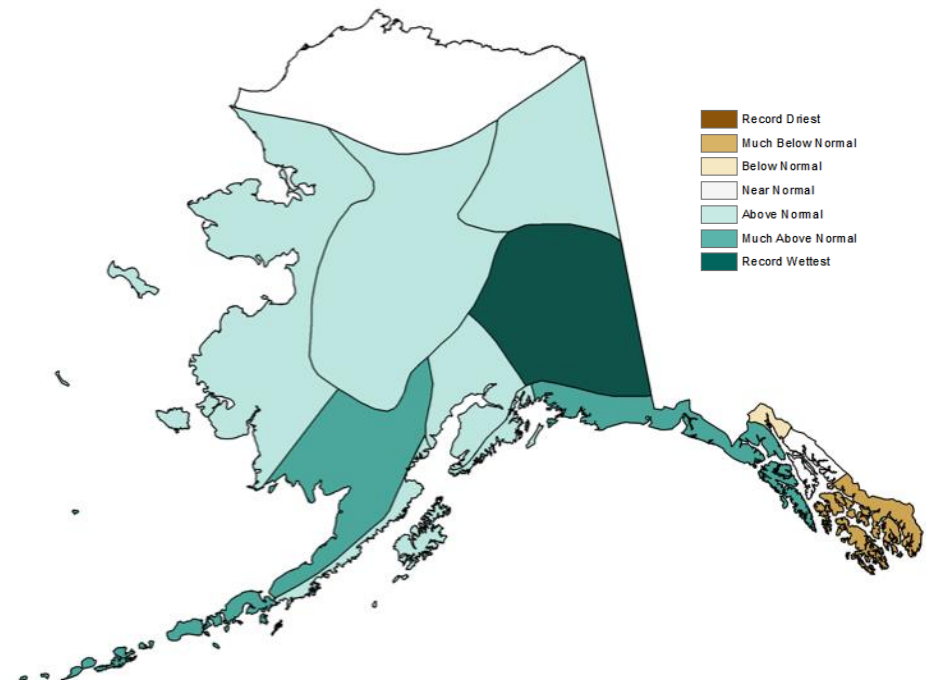 Record Driest
Much Below Normal
Below Normal
Near Normal
Above Normal
Much Above Normal
Record Wettest